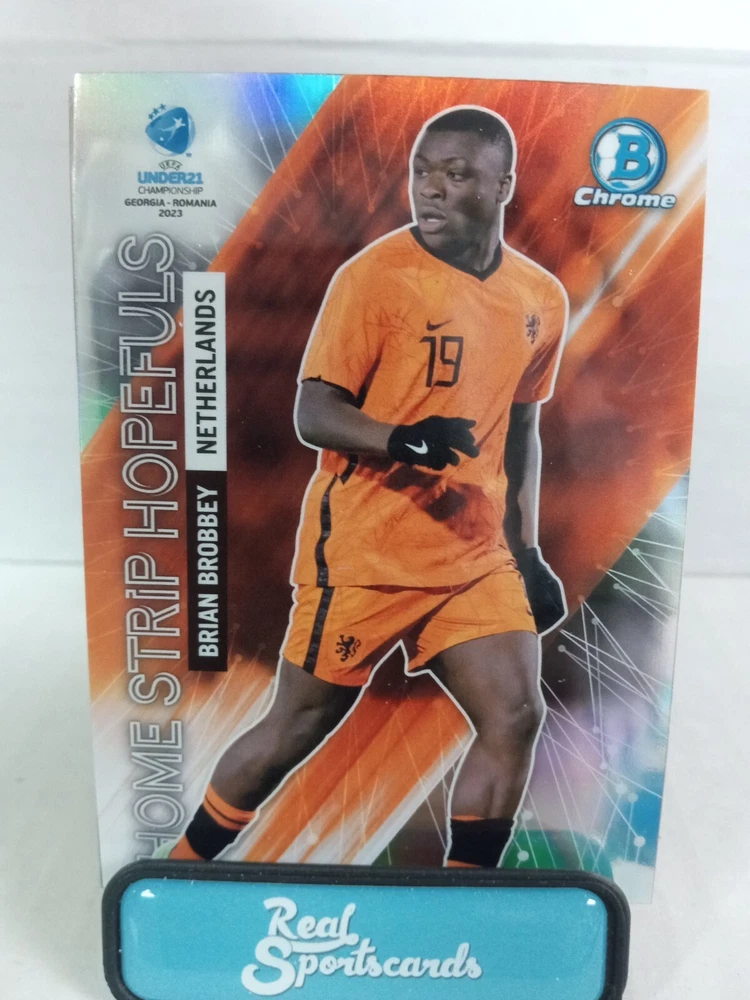 UEFA
UNDER21
CHAMPIONSHIP
GEORGIA - ROMANIA
2023
B
Chrome
HOME STRIP HOPEFULS
BRIAN BROBBEY NETHERLANDS
19
Real
Sportscards